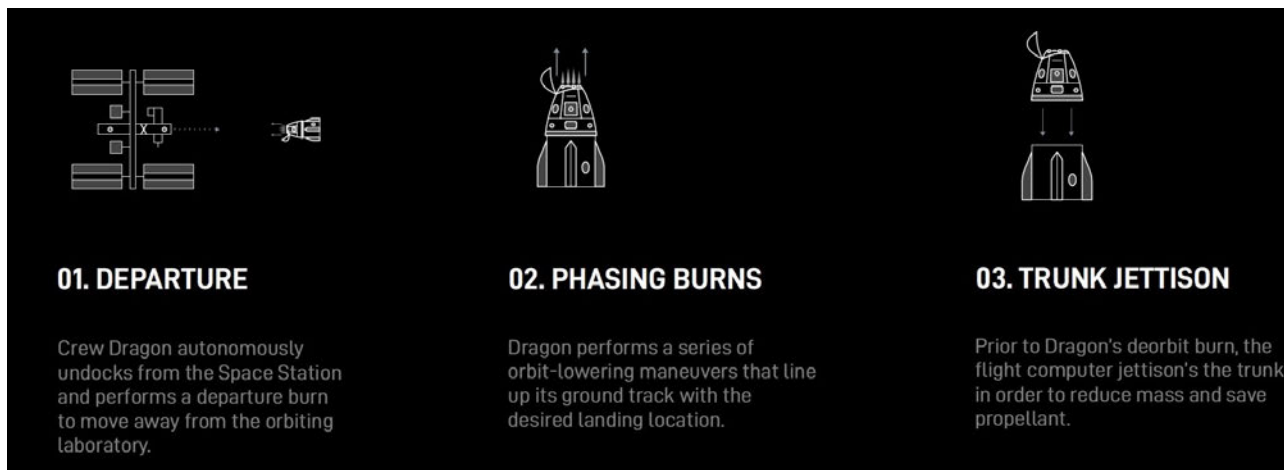 01. DEPARTURE
Crew Dragon autonomously
undocks from the Space Station
and performs a departure burn
to move away from the orbiting
laboratory.
02. PHASING BURNS
Dragon performs a series of
orbit-lowering maneuvers that line
up its ground track with the
desired landing location.
03. TRUNK JETTISON
Prior to Dragon's deorbit burn, the
flight computer jettison's the trunk
in order to reduce mass and save
propellant.